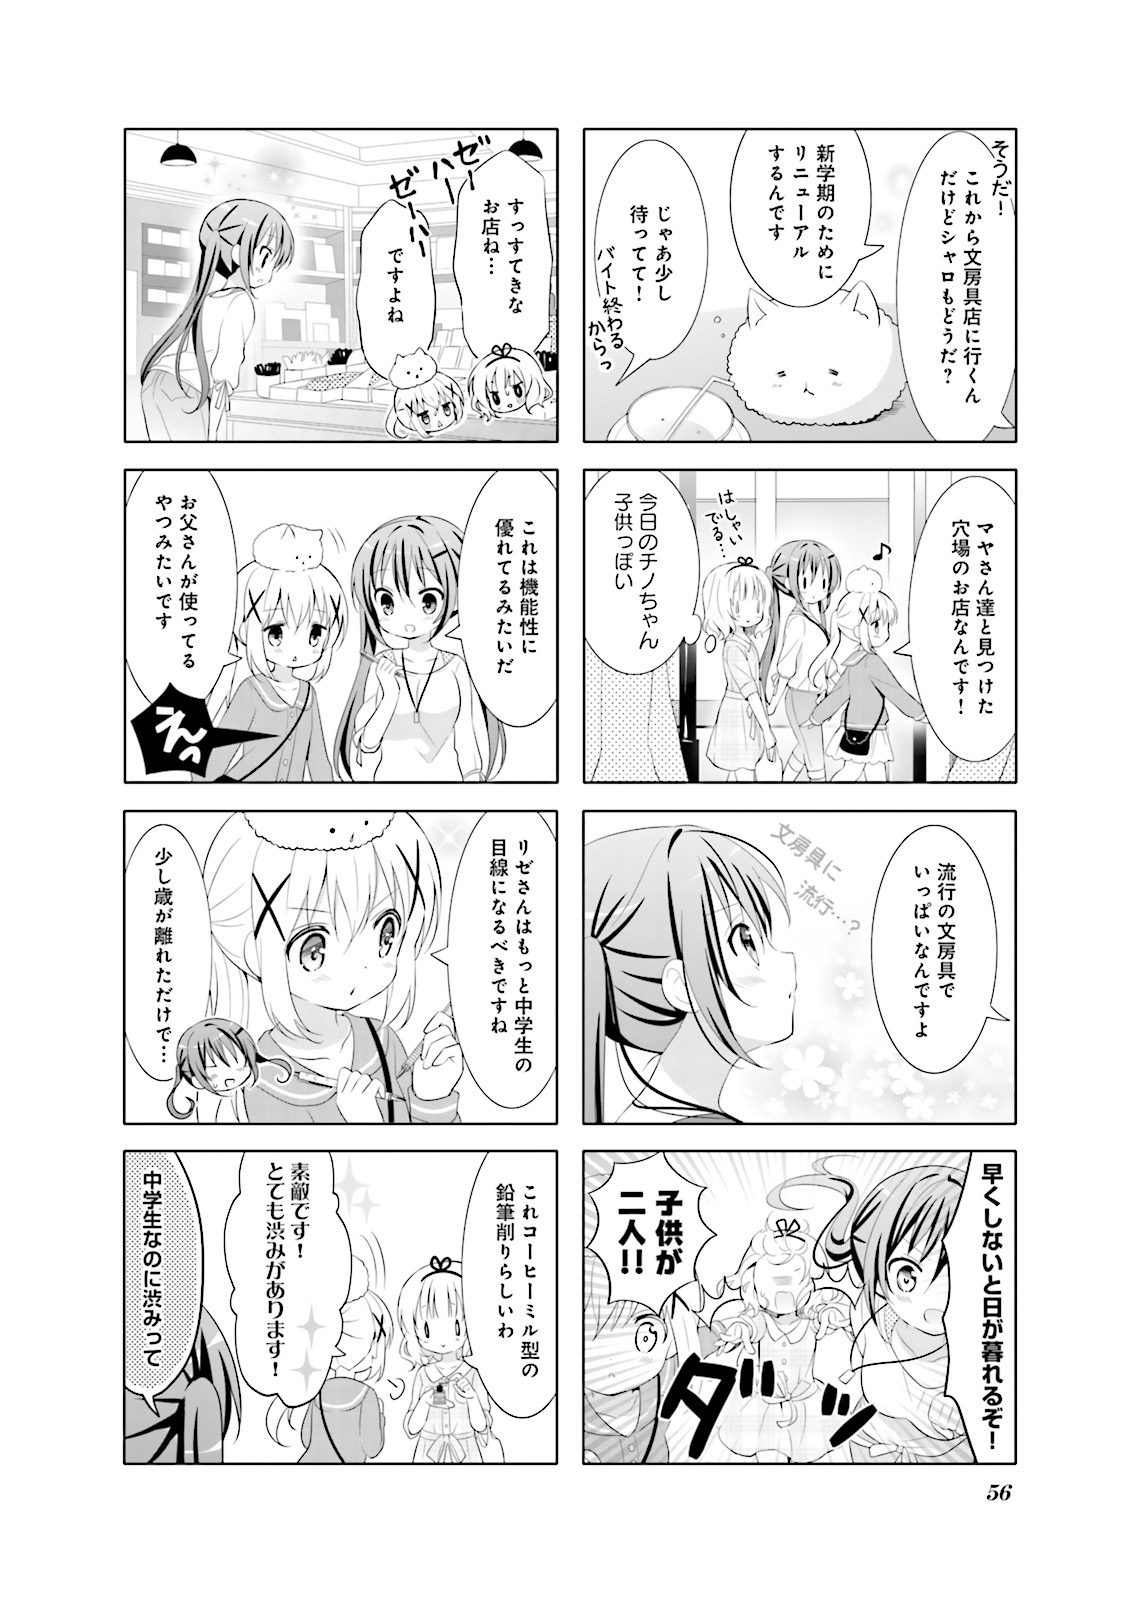 そうだ！
これから文房具店に行くん
だけどシャロもどうだ？
新学期のために
リニューアル
するんです
じゃあ少し
待ってて！
バイト終わる
からっ
マヤさん達と見つけた
穴場のお店なんです！
はしゃい
でる…
今日のチノちゃん
子供っぽい
流行の文房具で
いっぱいなんですよ
文房具に
流行…？
早くしないと日が暮れるぞ！
子供が
二人!!
ダッ
ゼーハー
ゼーハー
すっすてきな
お店ね…
ですよね
これは機能性に
優れてるみたいだ
お父さんが使ってる
やつみたいです
えっ
リゼさんはもっと中学生の
目線になるべきですね
少し歳が離れただけで…
これコーヒーミル型の
鉛筆削りらしいわ
素敵です！
とても渋みがあります！
中学生なのに渋みって
56